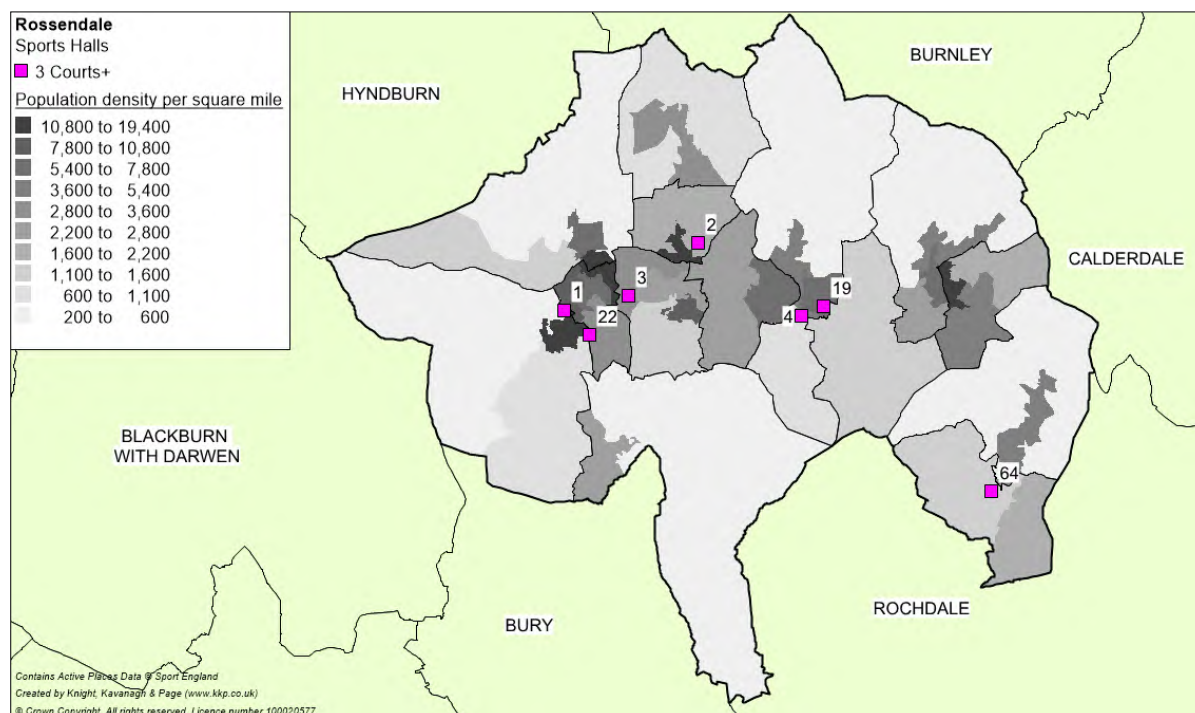 Rossendale
Sports Halls
3 Courts+
Population density per square mile
10,800 to 19,400
7,800 to 10,800
5,400 to 7,800
3,600 to 5,400
2,800 to 3,600
2,200 to 2,800
1,600 to 2,200
1,100 to 1,600
600 to 1,100
200 to 600
BURNLEY
HYNDBURN
2
CALDERDALE
3
1
19
22
4
BLACKBURN
WITH DARWEN
64
ROCHDALE
BURY
Contains Active Places Data © Sport England
Created by Knight, Kavanagh & Page (www.kkp.co.uk)
© Crown Copyright. All rights reserved. Licence number 100020577